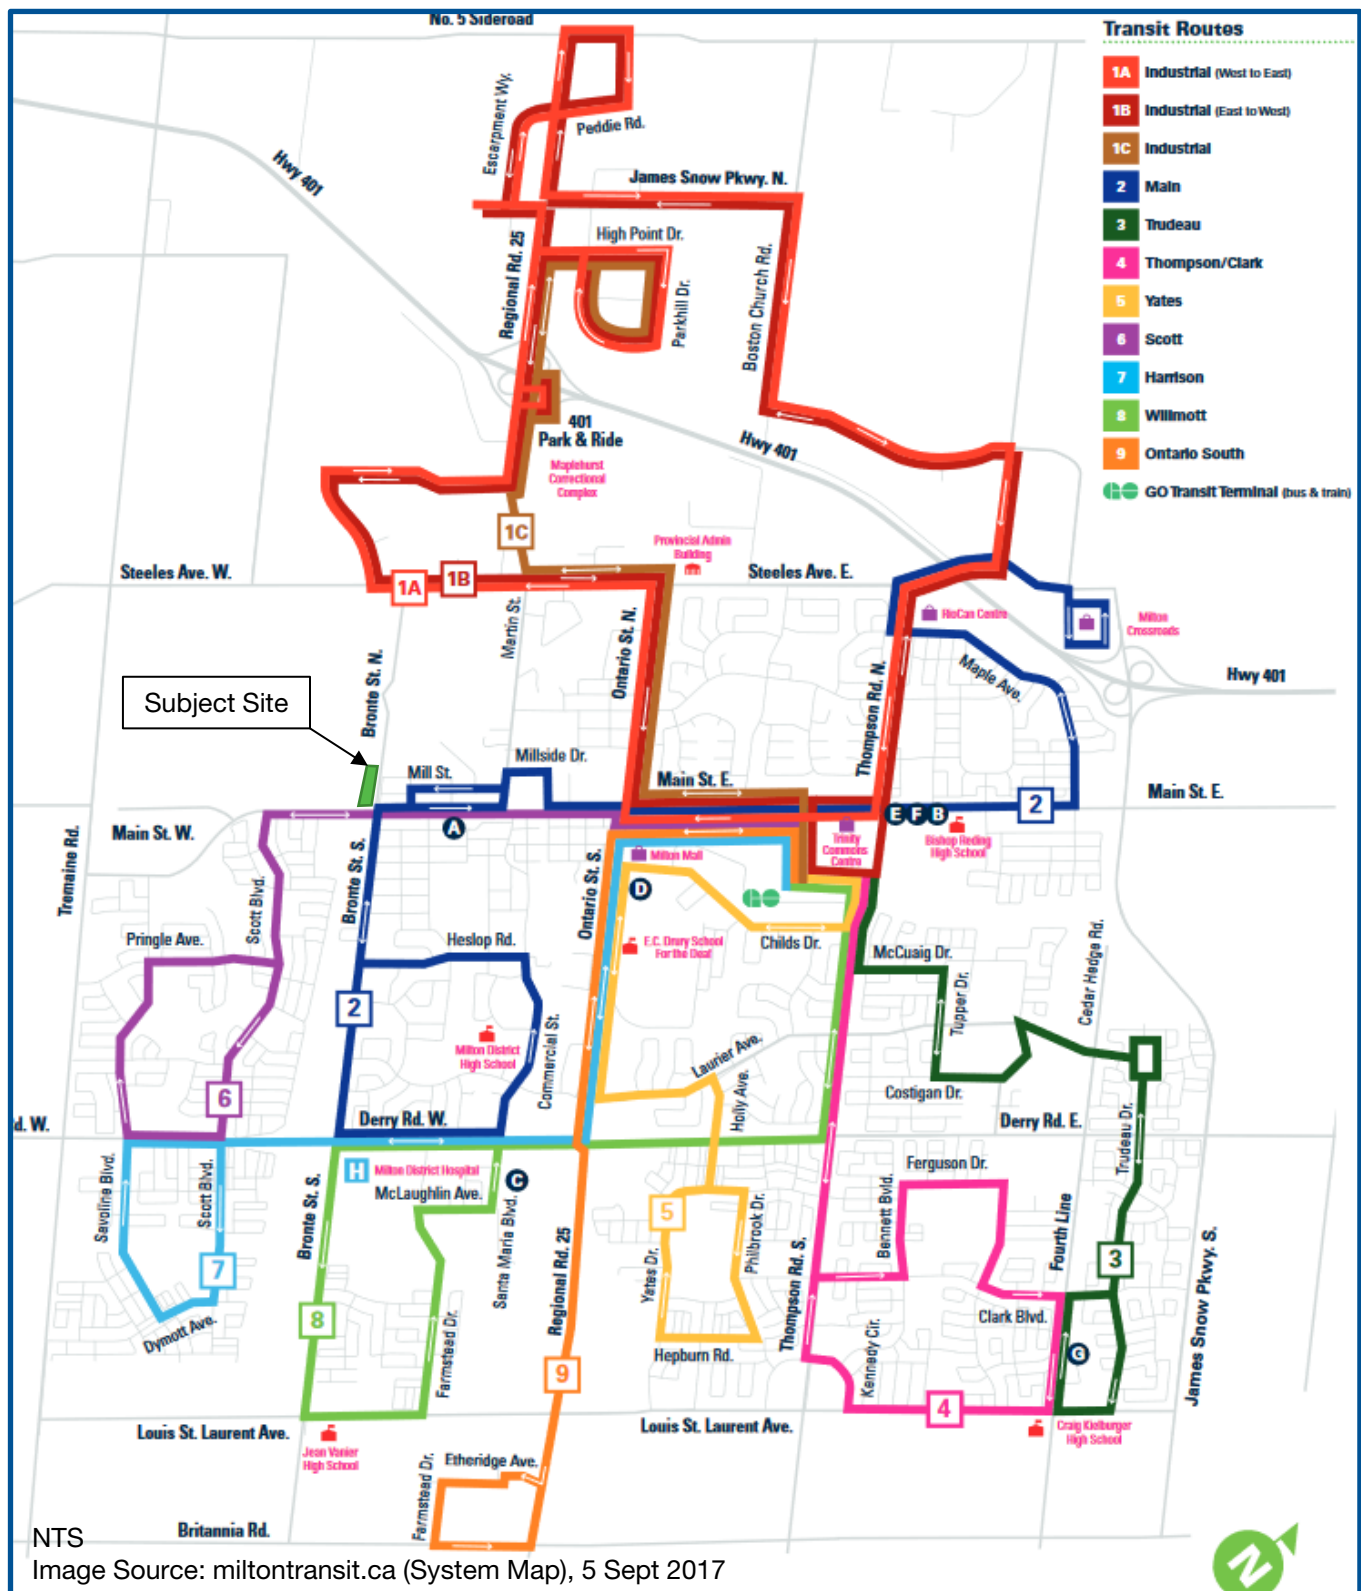 No. 5 Sideroad
Transit Routes
1A Industrial (West to East)
1B Industrial (East to West)
1C Industrial
2 Main
3 Trudeau
4 Thompson/Clark
5 Yates
6 Scott
7 Harrison
8 Willmott
9 Ontario South
GO Transit Terminal (bus & train)
Escarpment Wy.
Peddie Rd.
Hwy 401
James Snow Pkwy. N.
High Point Dr.
Regional Rd. 25
Parkhill Dr.
Boston Church Rd.
401
Park & Ride
Hwy 401
Maplehurst
Correctional
Complex
1C
Provincial Admin
Building
Steeles Ave. W.
1A
1B
Steeles Ave. E.
Martin St.
Ontario St. N.
RioCan Centre
Milton
Crossroads
Maple Ave.
Thompson Rd. N.
Hwy 401
Bronte St. N.
Subject Site
Millside Dr.
Mill St.
Main St. E.
2
Main St. E.
Main St. W.
A
E F B
Trinity
Commons
Centre
Bishop Reding
High School
Milton Mall
D
Tremaine Rd.
Scott Blvd.
Bronte St. S.
Ontario St. S.
Pringle Ave.
Heslop Rd.
E.C. Drury School
For the Deaf
Childs Dr.
McCuaig Dr.
Cedar Hedge Rd.
Tupper Dr.
2
Milton District
High School
Commercial St.
Laurier Ave.
Holly Ave.
Costigan Dr.
6
Derry Rd. W.
Derry Rd. E.
Trudeau Dr.
d. W.
H
Milton District Hospital
McLaughlin Ave.
C
Savoline Blvd.
Scott Blvd.
Bronte St. S.
Santa Maria Blvd.
Ferguson Dr.
Bennett Bvld.
Fourth Line
5
Yates Dr.
Philbrook Dr.
Regional Rd. 25
Thompson Rd. S.
3
James Snow Pkwy. S.
7
Dymott Ave.
8
Farmstead Dr.
Hepburn Rd.
Clark Blvd.
Kennedy Cir.
G
9
4
Louis St. Laurent Ave.
Louis St. Laurent Ave.
Craig Kielburger
High School
Jean Vanier
High School
Etheridge Ave.
Farmstead Dr.
Britannia Rd.
NTS
Image Source: miltontransit.ca (System Map), 5 Sept 2017
N